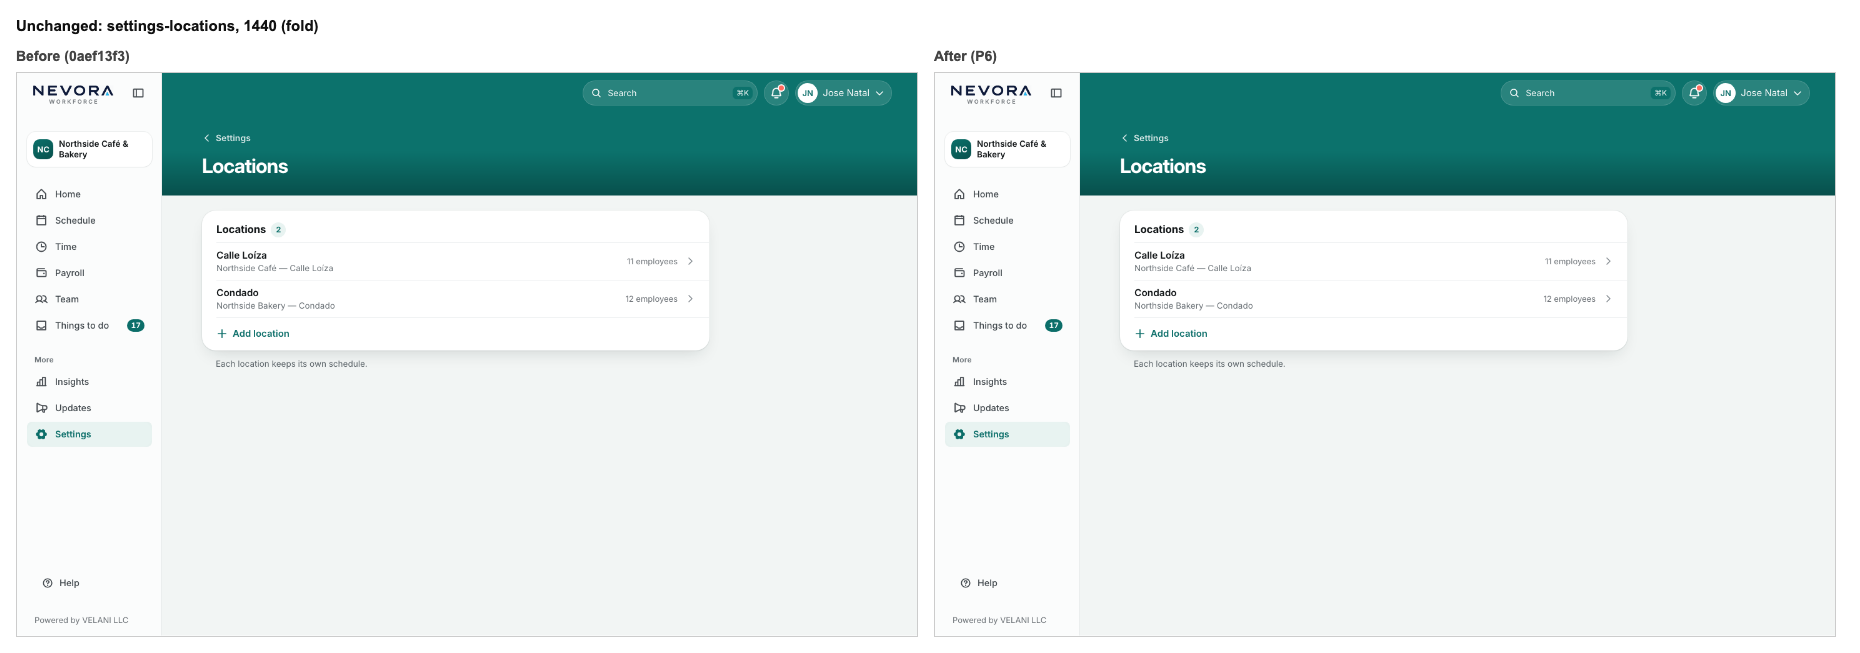 Unchanged: settings-locations, 1440 (fold)
Before (0aef13f3)
NEVORA
WORKFORCE
Search
⌘K
JN
Jose Natal
NC
Northside Café &
Bakery
Settings
Locations
Home
Schedule
Time
Payroll
Team
Things to do 17
More
Insights
Updates
Settings
Help
Powered by VELANI LLC
Locations 2
Calle Loíza
Northside Café — Calle Loíza
11 employees
Condado
Northside Bakery — Condado
12 employees
Add location
Each location keeps its own schedule.
After (P6)
NEVORA
WORKFORCE
Search
⌘K
JN
Jose Natal
NC
Northside Café &
Bakery
Settings
Locations
Home
Schedule
Time
Payroll
Team
Things to do 17
More
Insights
Updates
Settings
Help
Powered by VELANI LLC
Locations 2
Calle Loíza
Northside Café — Calle Loíza
11 employees
Condado
Northside Bakery — Condado
12 employees
Add location
Each location keeps its own schedule.